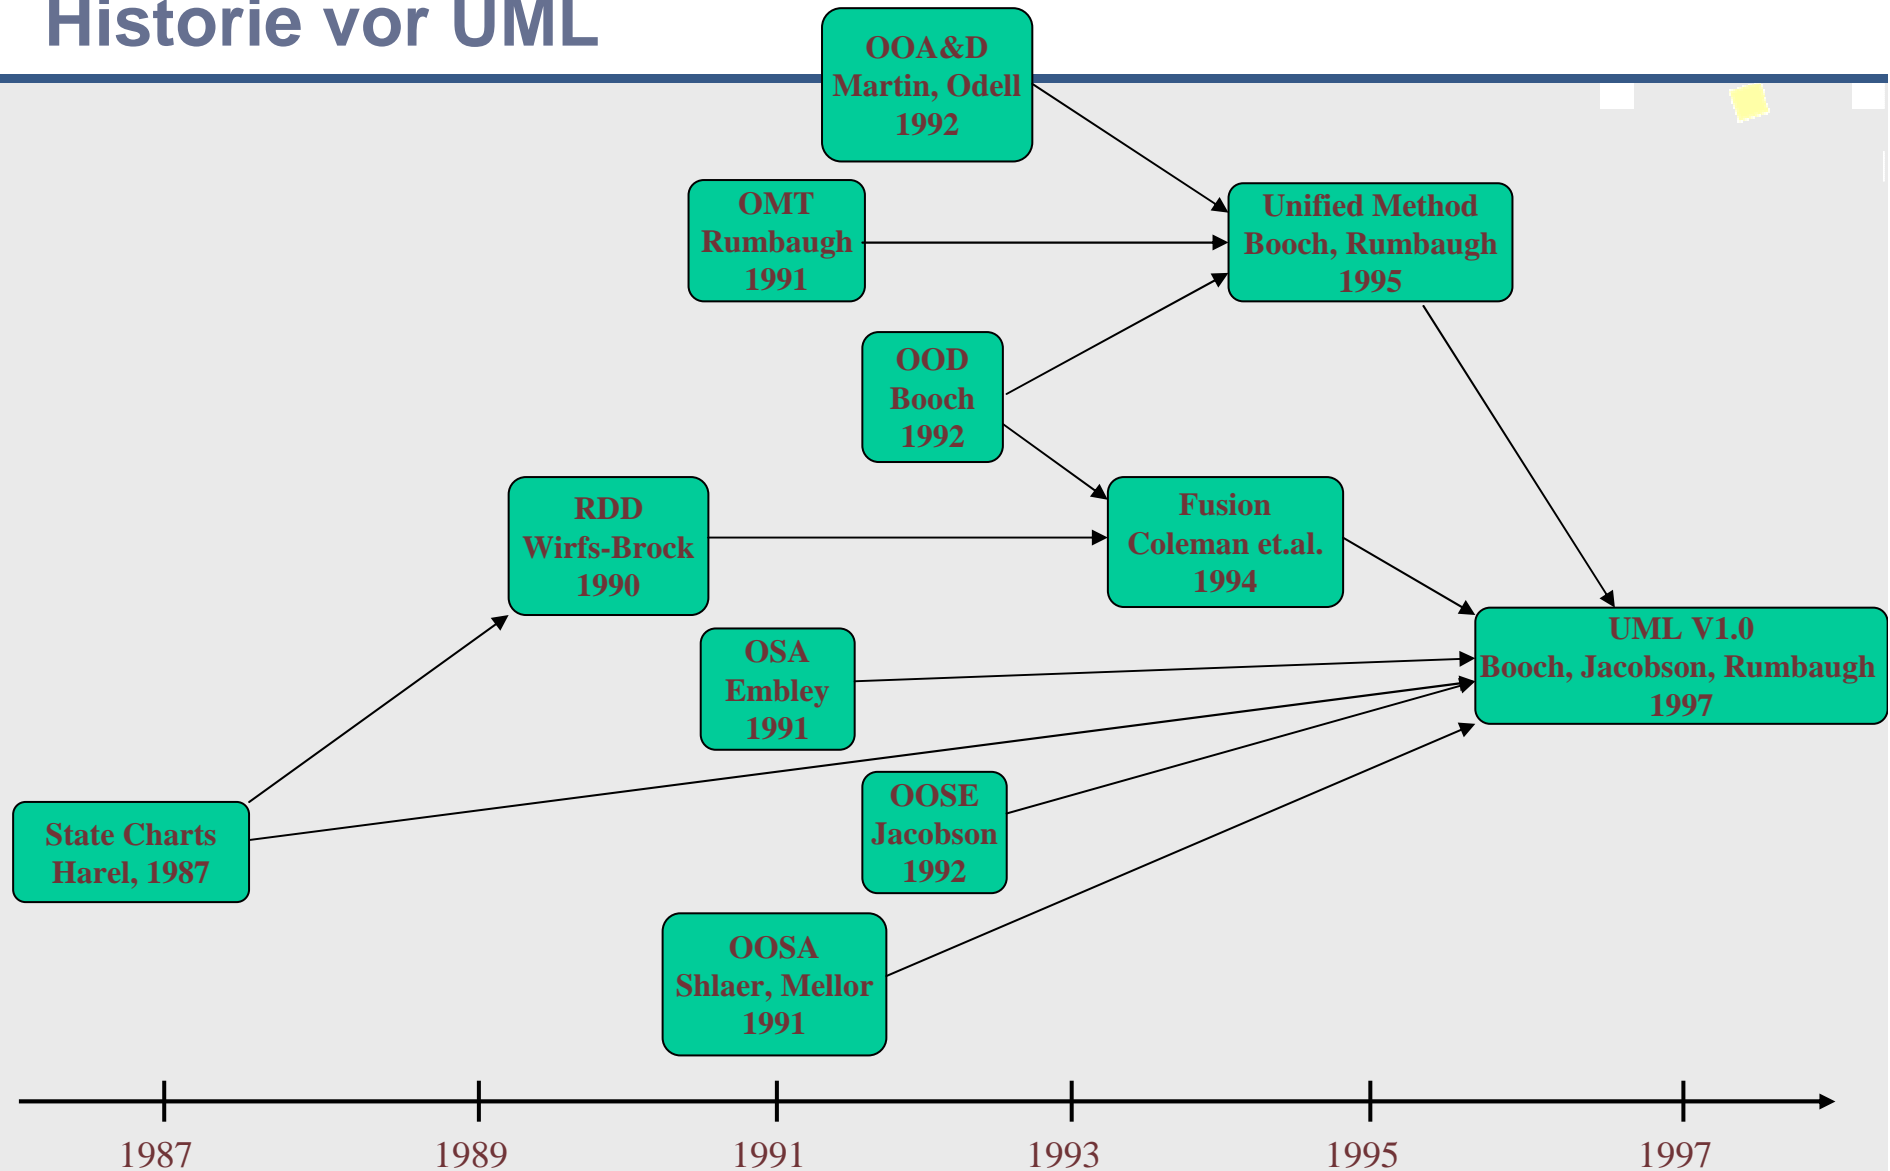 Historie vor UML
OOA&D
Martin, Odell
1992
OMT
Rumbaugh
1991
Unified Method
Booch, Rumbaugh
1995
OOD
Booch
1992
RDD
Wirfs-Brock
1990
Fusion
Coleman et.al.
1994
OSA
Embley
1991
UML V1.0
Booch, Jacobson, Rumbaugh
1997
State Charts
Harel, 1987
OOSE
Jacobson
1992
OOSA
Shlaer, Mellor
1991
1987 1989 1991 1993 1995 1997